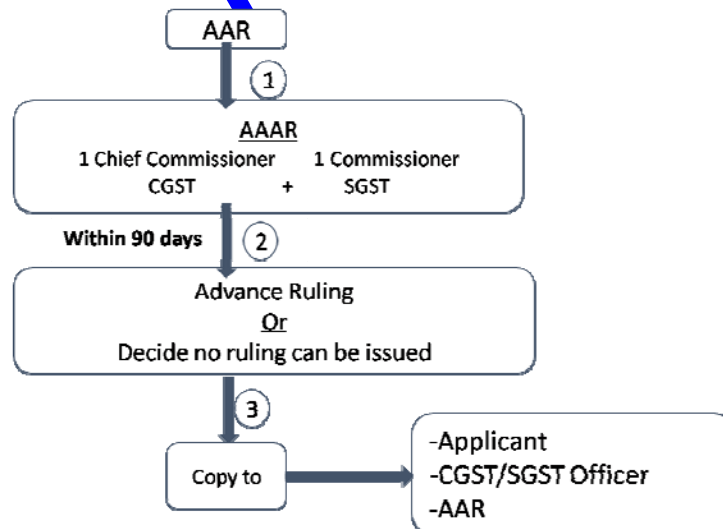 AAR
1
AAAR
1 Chief Commissioner 1 Commissioner
CGST + SGST
Within 90 days
2
Advance Ruling
Or
Decide no ruling can be issued
3
Copy to
-Applicant
-CGST/SGST Officer
-AAR